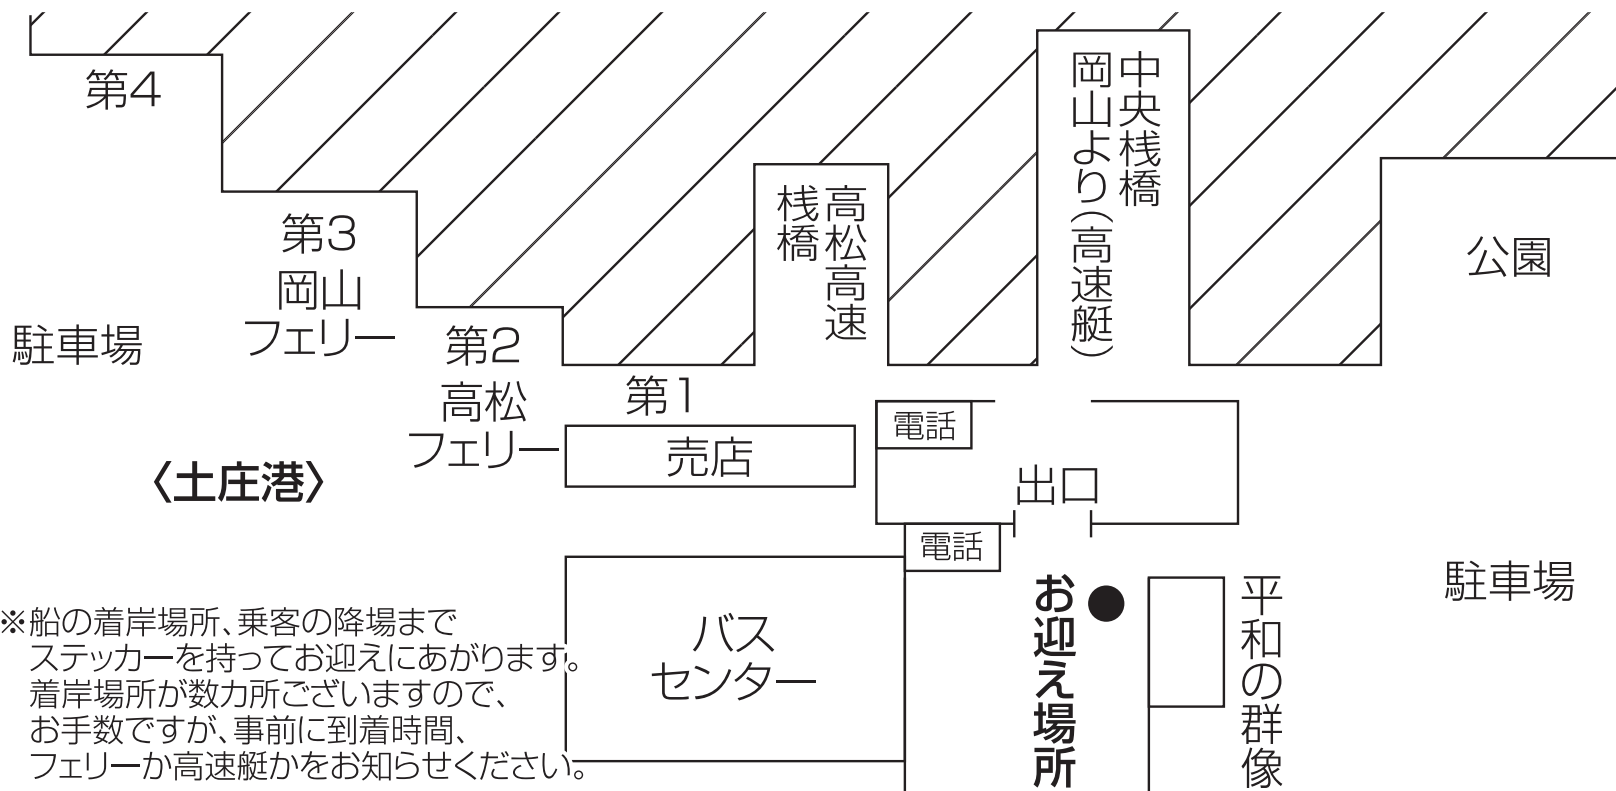 第4
第3
岡山
フェリー
駐車場
第2
高松
フェリー
第1
売店
高松高速
桟橋
中央桟橋
岡山より(高速艇)
公園
電話
出口
電話
〈土庄港〉
バス
センター
お迎え場所
平和の群像
駐車場
※船の着岸場所、乗客の降場まで
ステッカーを持ってお迎えにあがります。
着岸場所が数カ所ございますので、
お手数ですが、事前に到着時間、
フェリーか高速艇かをお知らせください。